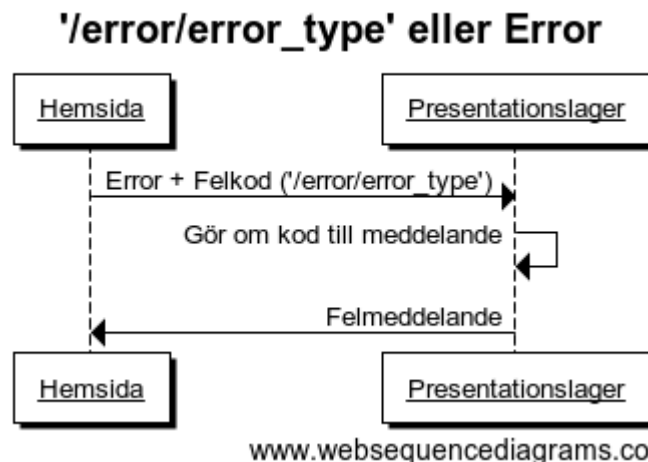 '/error/error_type' eller Error
Hemsida
Presentationslager
Error + Felkod ('/error/error_type')
Gör om kod till meddelande
Felmeddelande
Hemsida
Presentationslager
www.websequencediagrams.co